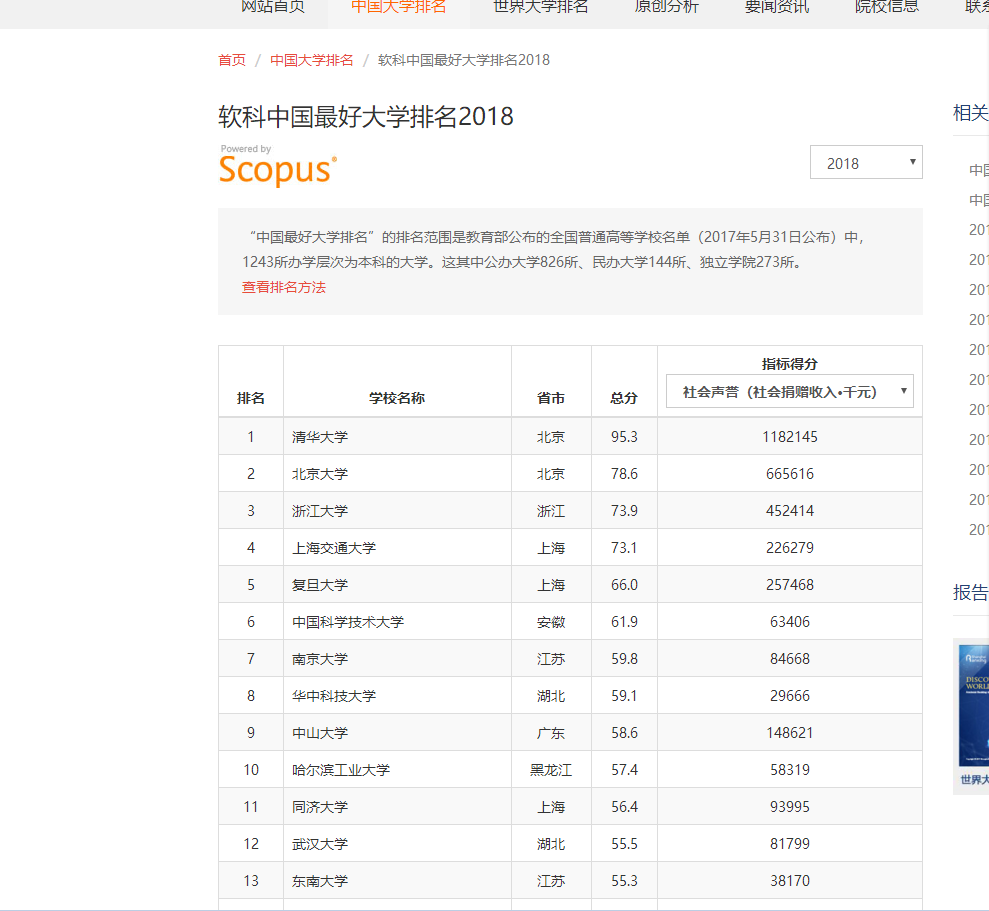 网站首页 中国大学排名 世界大学排名 原创分析 要闻资讯 院校信息
首页 / 中国大学排名 / 软科中国最好大学排名2018
软科中国最好大学排名2018
Powered by
Scopus®
2018
“中国最好大学排名”的排名范围是教育部公布的全国普通高等学校名单（2017年5月31日公布）中，
1243所办学层次为本科的大学。这其中公办大学826所、民办大学144所、独立学院273所。
查看排名方法
排名 学校名称 省市 总分 指标得分
社会声誉（社会捐赠收入•千元）
1 清华大学 北京 95.3 1182145
2 北京大学 北京 78.6 665616
3 浙江大学 浙江 73.9 452414
4 上海交通大学 上海 73.1 226279
5 复旦大学 上海 66.0 257468
6 中国科学技术大学 安徽 61.9 63406
7 南京大学 江苏 59.8 84668
8 华中科技大学 湖北 59.1 29666
9 中山大学 广东 58.6 148621
10 哈尔滨工业大学 黑龙江 57.4 58319
11 同济大学 上海 56.4 93995
12 武汉大学 湖北 55.5 81799
13 东南大学 江苏 55.3 38170
相关
中国
中国
201
201
201
201
201
201
201
201
201
201
201
报告
DISCO
WORL
世界大